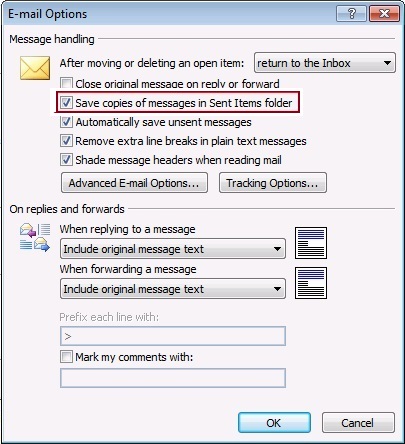 E-mail Options
Message handling
After moving or deleting an open item: return to the Inbox
Close original message on reply or forward
Save copies of messages in Sent Items folder
Automatically save unsent messages
Remove extra line breaks in plain text messages
Shade message headers when reading mail
Advanced E-mail Options... Tracking Options...
On replies and forwards
When replying to a message
Include original message text
When forwarding a message
Include original message text
Prefix each line with:
>
Mark my comments with:
OK Cancel